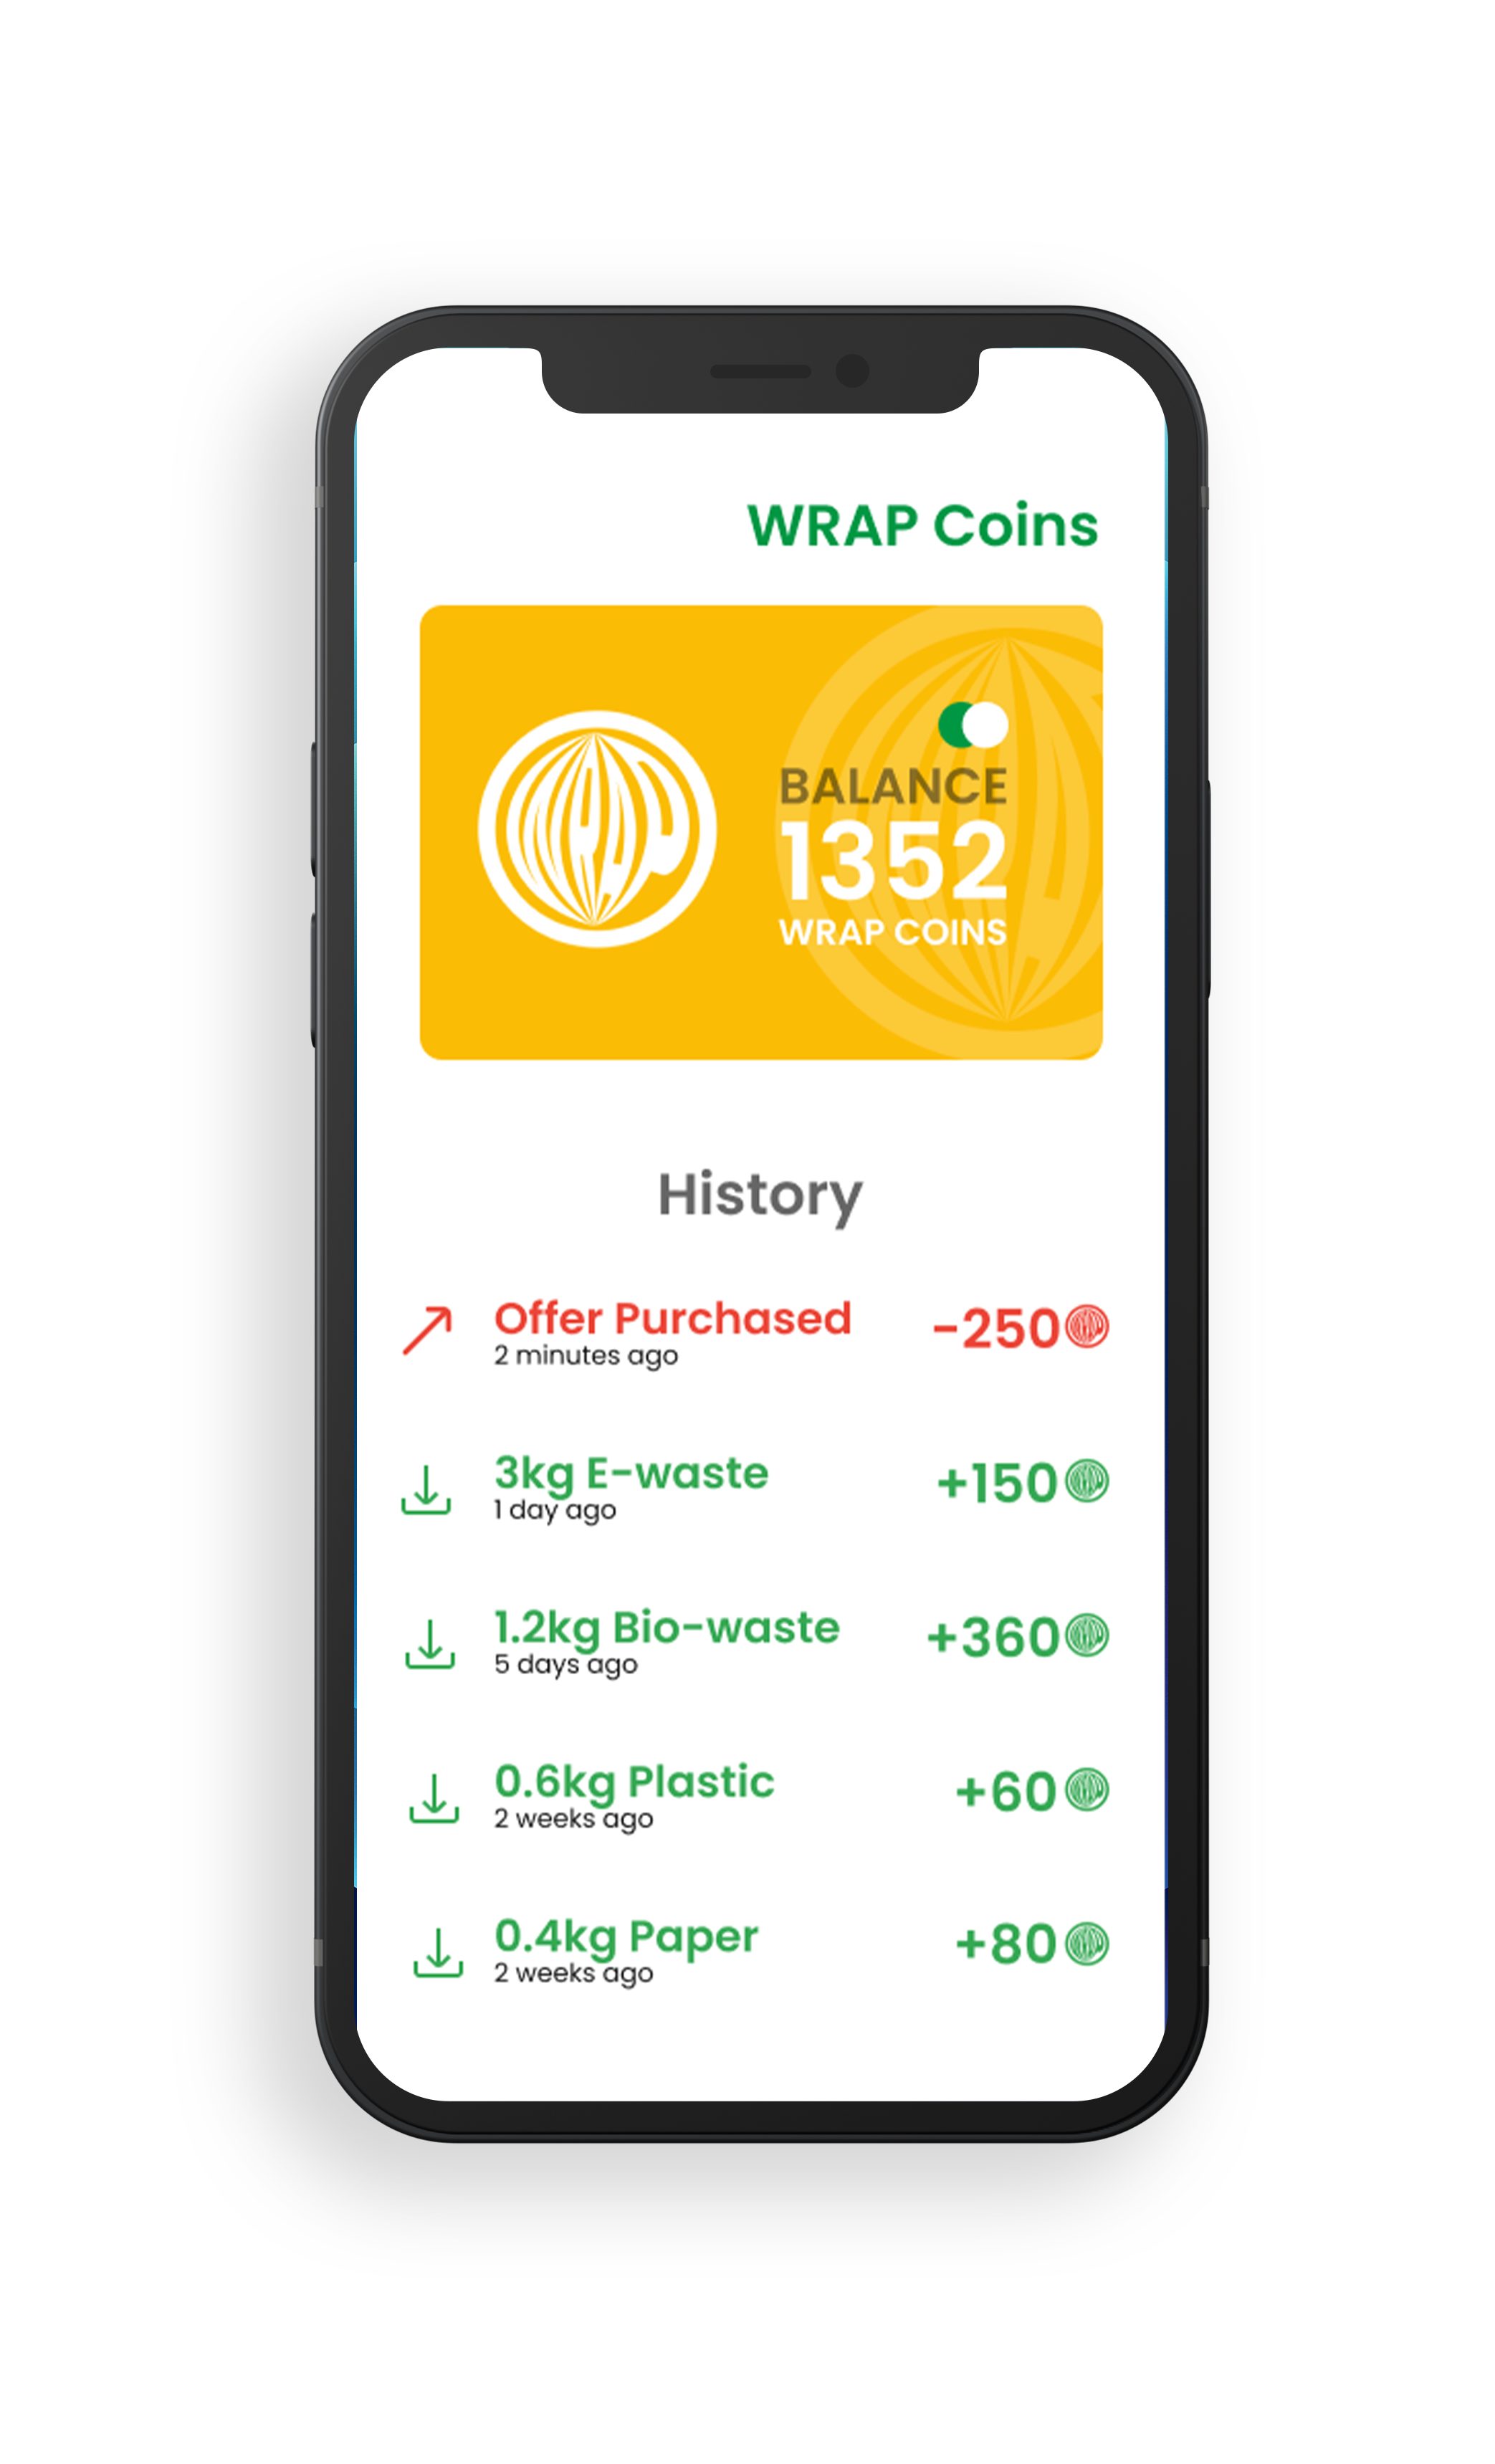 WRAP Coins
BALANCE
1352
WRAP COINS
History
Offer Purchased
-250
2 minutes ago
3kg E-waste
+150
1 day ago
1.2kg Bio-waste
+360
5 days ago
0.6kg Plastic
+60
2 weeks ago
0.4kg Paper
+80
2 weeks ago